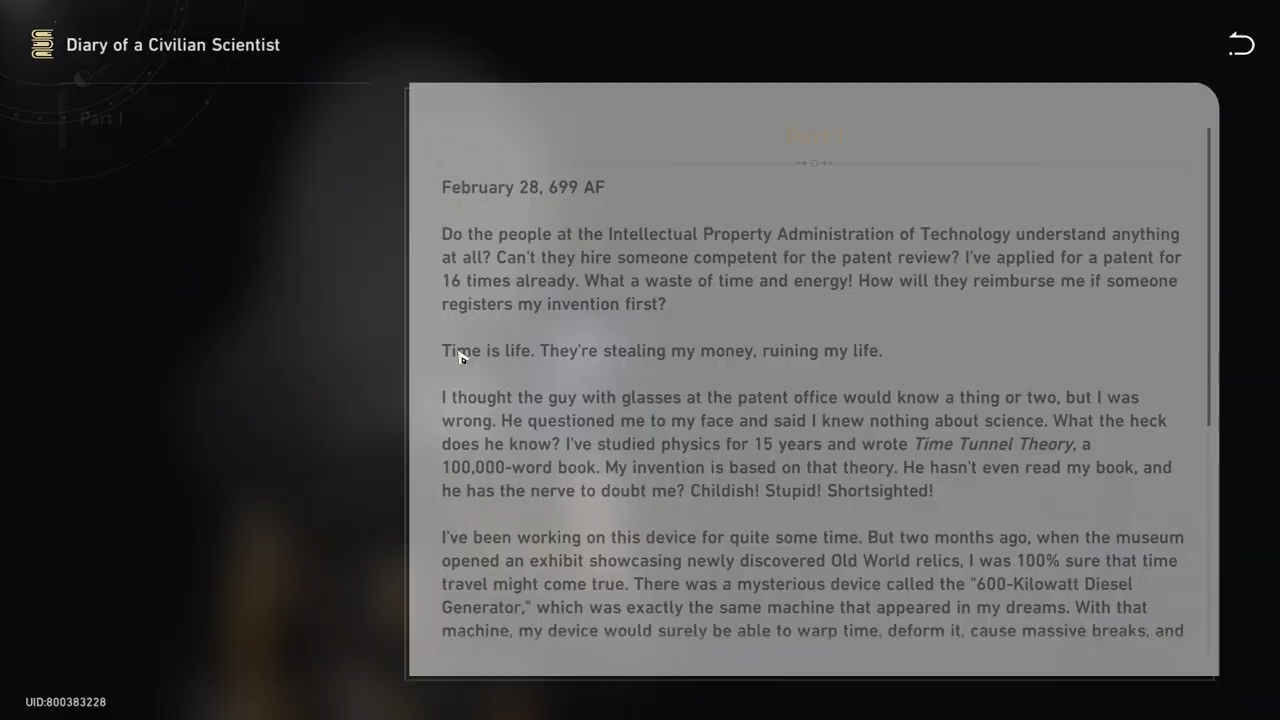 Diary of a Civilian Scientist
Part I
Part I
February 28, 699 AF
Do the people at the Intellectual Property Administration of Technology understand anything
at all? Can't they hire someone competent for the patent review? I've applied for a patent for
16 times already. What a waste of time and energy! How will they reimburse me if someone
registers my invention first?
Time is life. They're stealing my money, ruining my life.
I thought the guy with glasses at the patent office would know a thing or two, but I was
wrong. He questioned me to my face and said I knew nothing about science. What the heck
does he know? I've studied physics for 15 years and wrote Time Tunnel Theory, a
100,000-word book. My invention is based on that theory. He hasn't even read my book, and
he has the nerve to doubt me? Childish! Stupid! Shortsighted!
I've been working on this device for quite some time. But two months ago, when the museum
opened an exhibit showcasing newly discovered Old World relics, I was 100% sure that time
travel might come true. There was a mysterious device called the "600-Kilowatt Diesel
Generator," which was exactly the same machine that appeared in my dreams. With that
machine, my device would surely be able to warp time, deform it, cause massive breaks, and
UID:800383228